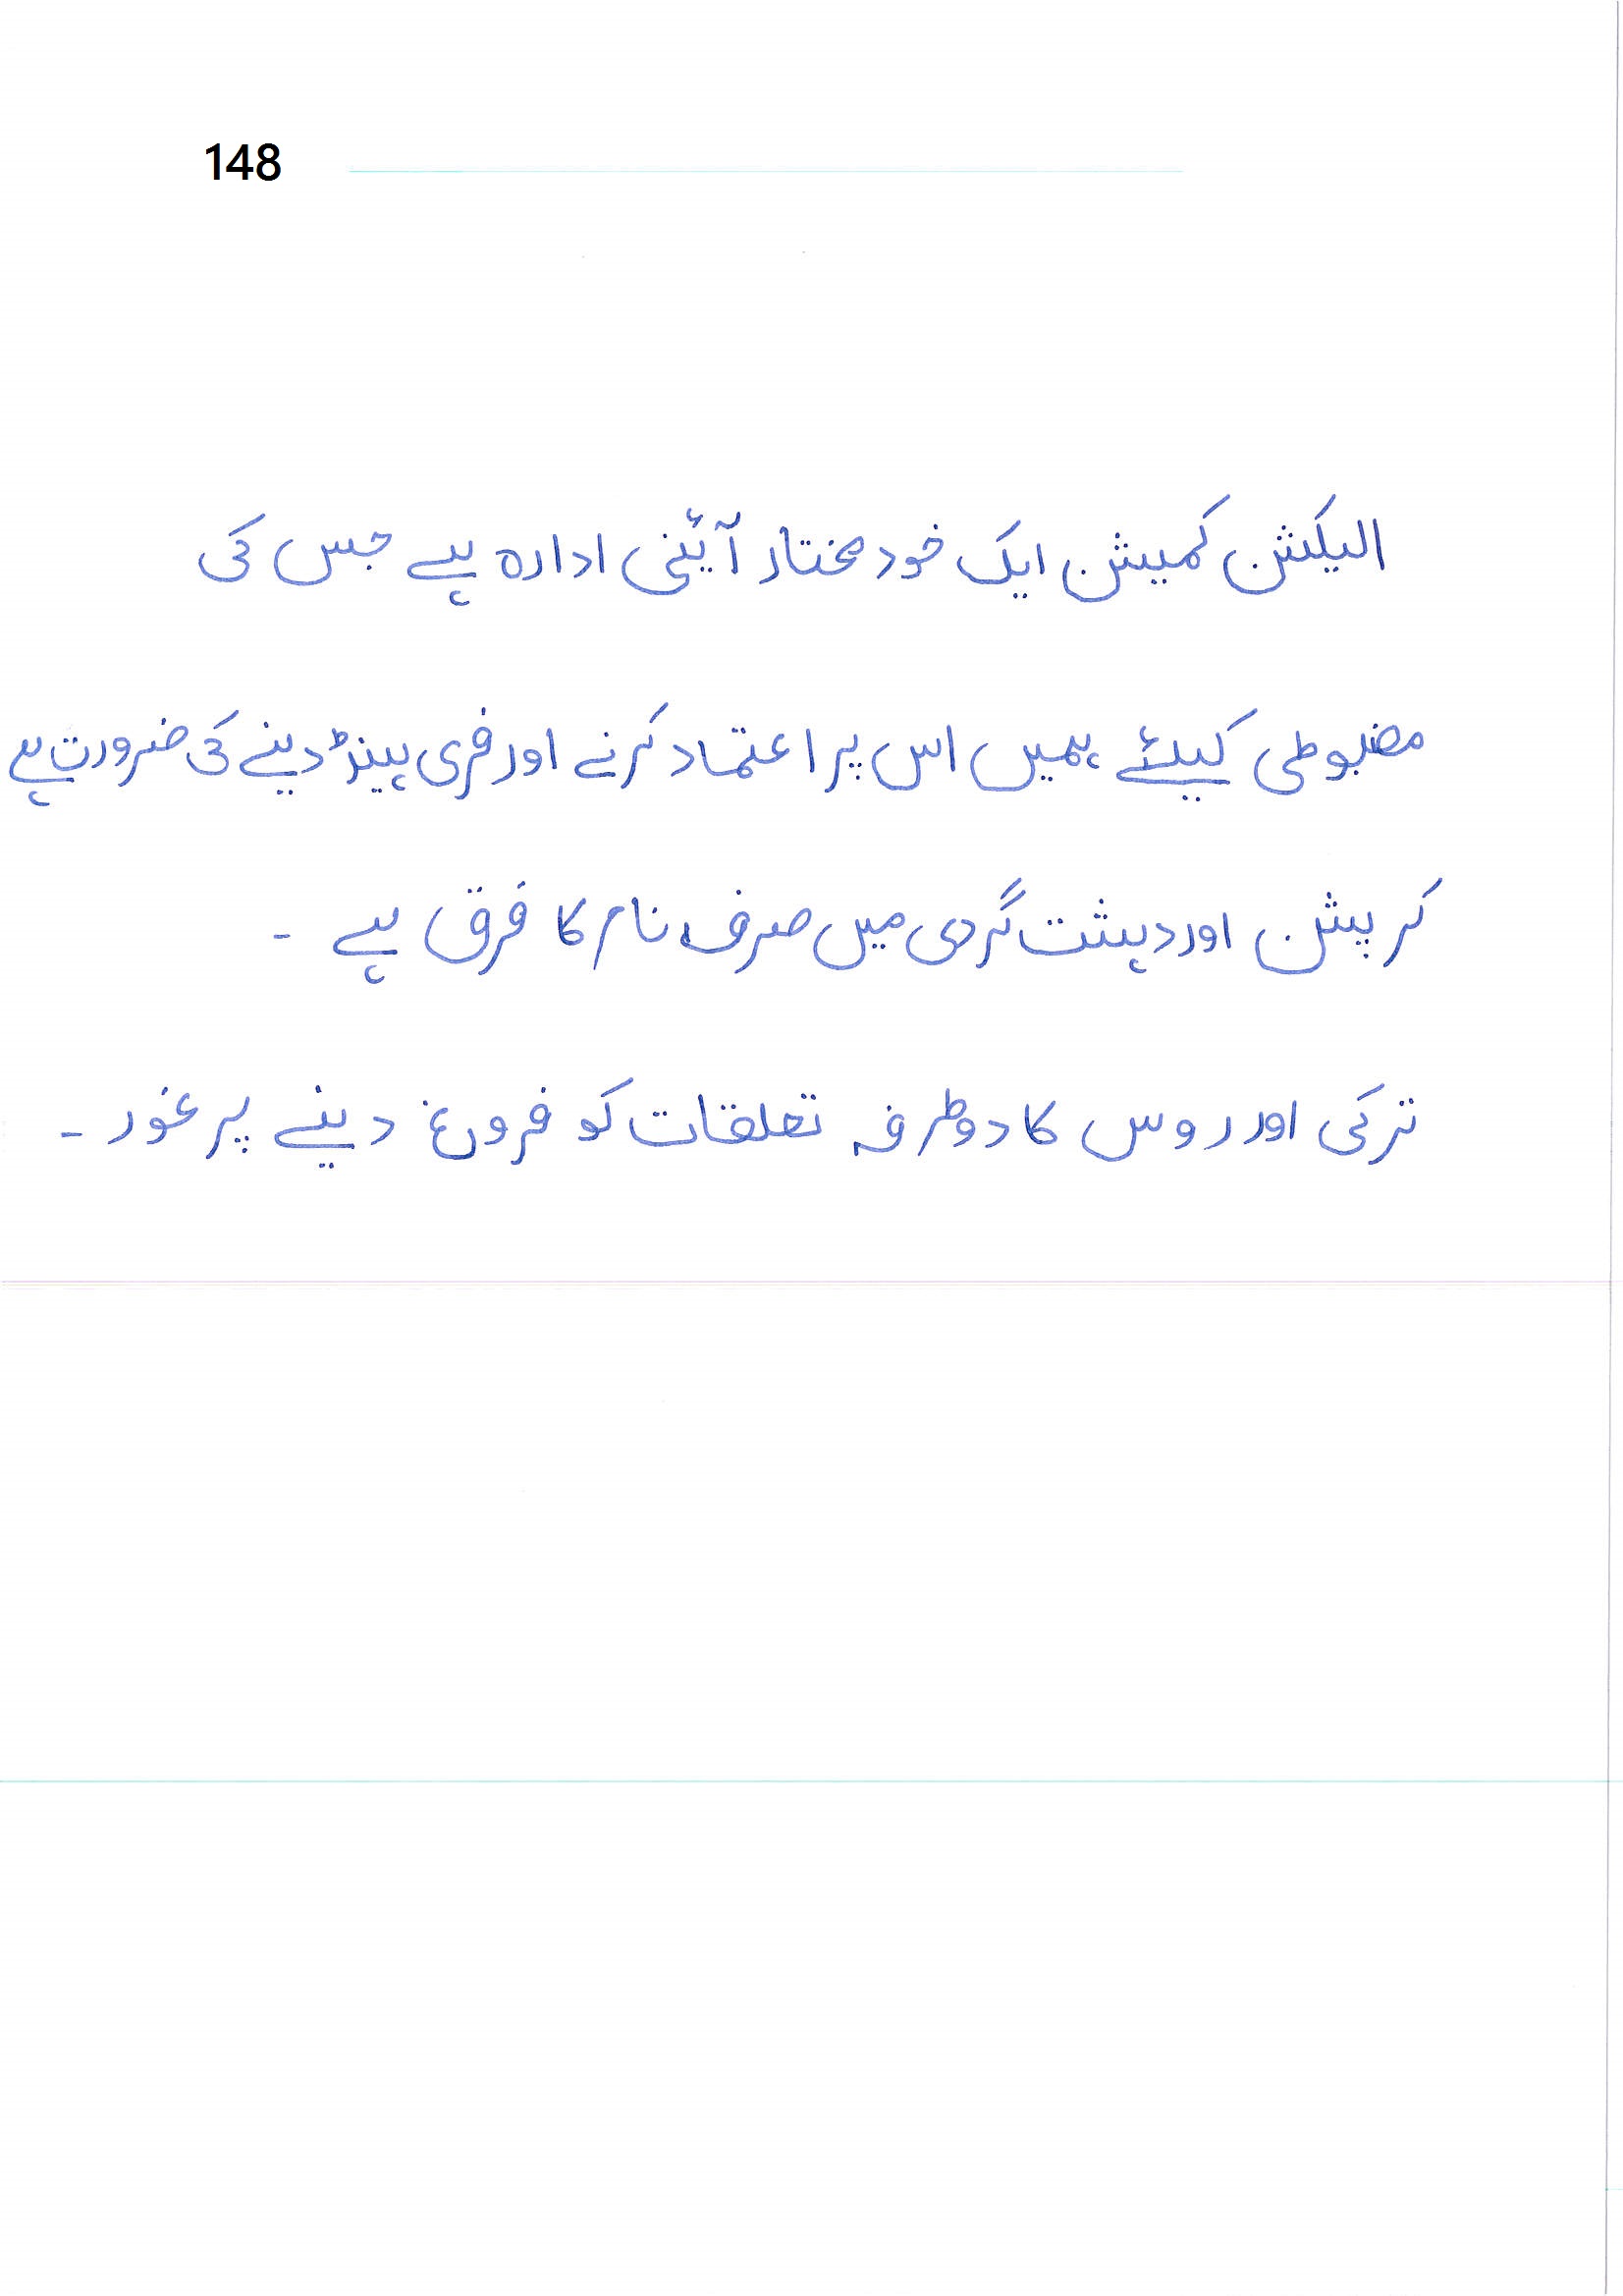 148
الیکشن کمیشن ایک خود مختار آئینی ادارہ ہے جس کی
مضبوطی کیلئے ہمیں اس پر اعتماد کرنے اور فری ہینڈ دینے کی ضرورت ہے
کرپشن اور دہشت گردی میں صرف نام کا فرق ہے ۔
ترکی اور روس کا دوطرفہ تعلقات کو فروغ دینے پر غور ۔